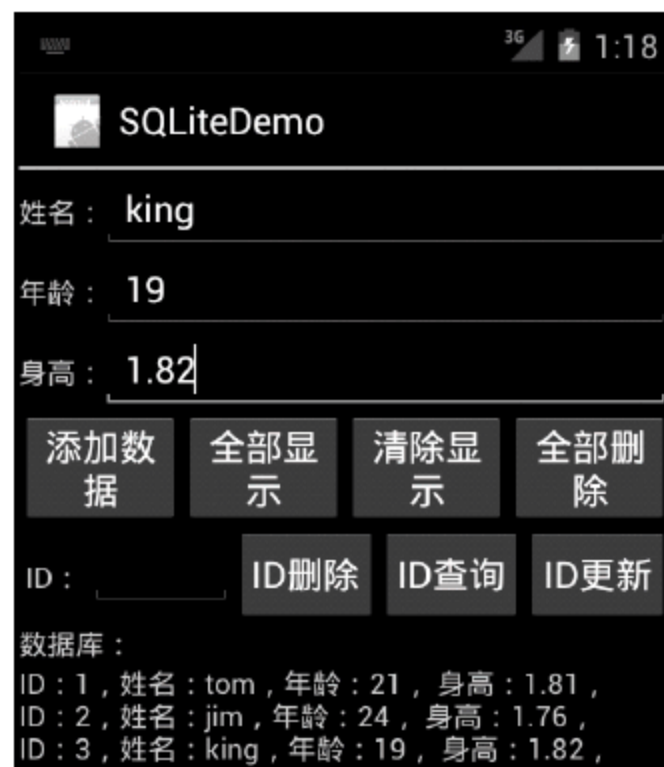 3G 1:18
SQLiteDemo
姓名： king
年龄： 19
身高： 1.82
添加数据 全部显示 清除显示 全部删除
ID： ID删除 ID查询 ID更新
数据库：
ID：1，姓名：tom，年龄：21，身高：1.81，
ID：2，姓名：jim，年龄：24，身高：1.76，
ID：3，姓名：king，年龄：19，身高：1.82，